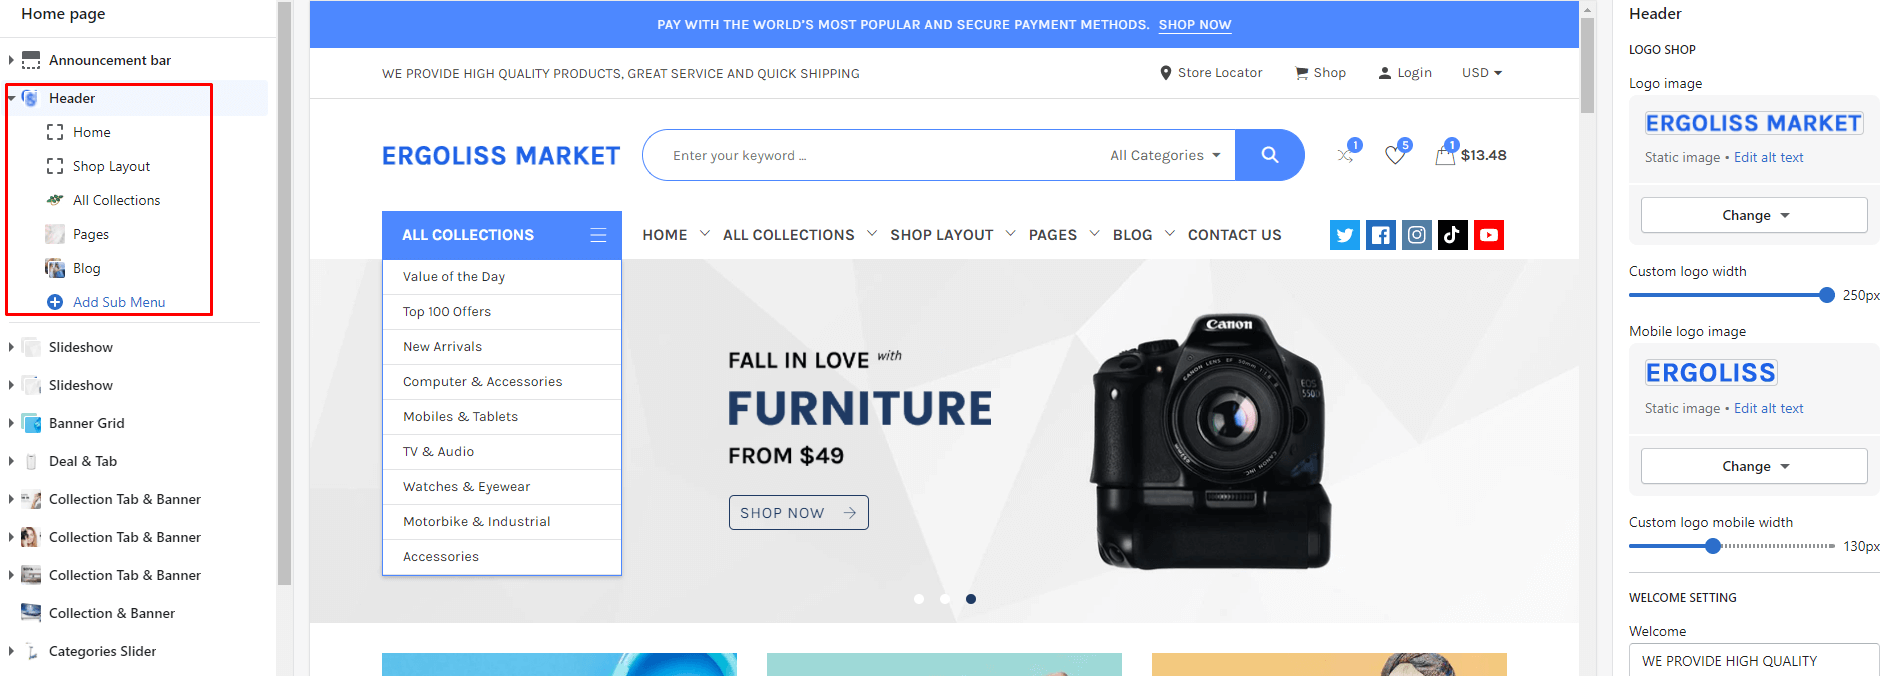 Home page
Announcement bar
Header
Home
Shop Layout
All Collections
Pages
Blog
Add Sub Menu
Slideshow
Slideshow
Banner Grid
Deal & Tab
Collection Tab & Banner
Collection Tab & Banner
Collection Tab & Banner
Collection & Banner
Categories Slider
PAY WITH THE WORLD'S MOST POPULAR AND SECURE PAYMENT METHODS. SHOP NOW
WE PROVIDE HIGH QUALITY PRODUCTS, GREAT SERVICE AND QUICK SHIPPING
Store Locator Shop Login USD
ERGOLISS MARKET
Enter your keyword ... All Categories
1 5 1 $13.48
ALL COLLECTIONS
HOME ALL COLLECTIONS SHOP LAYOUT PAGES BLOG CONTACT US
Value of the Day
Top 100 Offers
New Arrivals
Computer & Accessories
Mobiles & Tablets
TV & Audio
Watches & Eyewear
Motorbike & Industrial
Accessories
FALL IN LOVE with
FURNITURE
FROM $49
SHOP NOW
Canon
CANON LENS EF 50mm
EOS
550D
Header
LOGO SHOP
Logo image
ERGOLISS MARKET
Static image • Edit alt text
Change
Custom logo width
250px
Mobile logo image
ERGOLISS
Static image • Edit alt text
Change
Custom logo mobile width
130px
WELCOME SETTING
Welcome
WE PROVIDE HIGH QUALITY